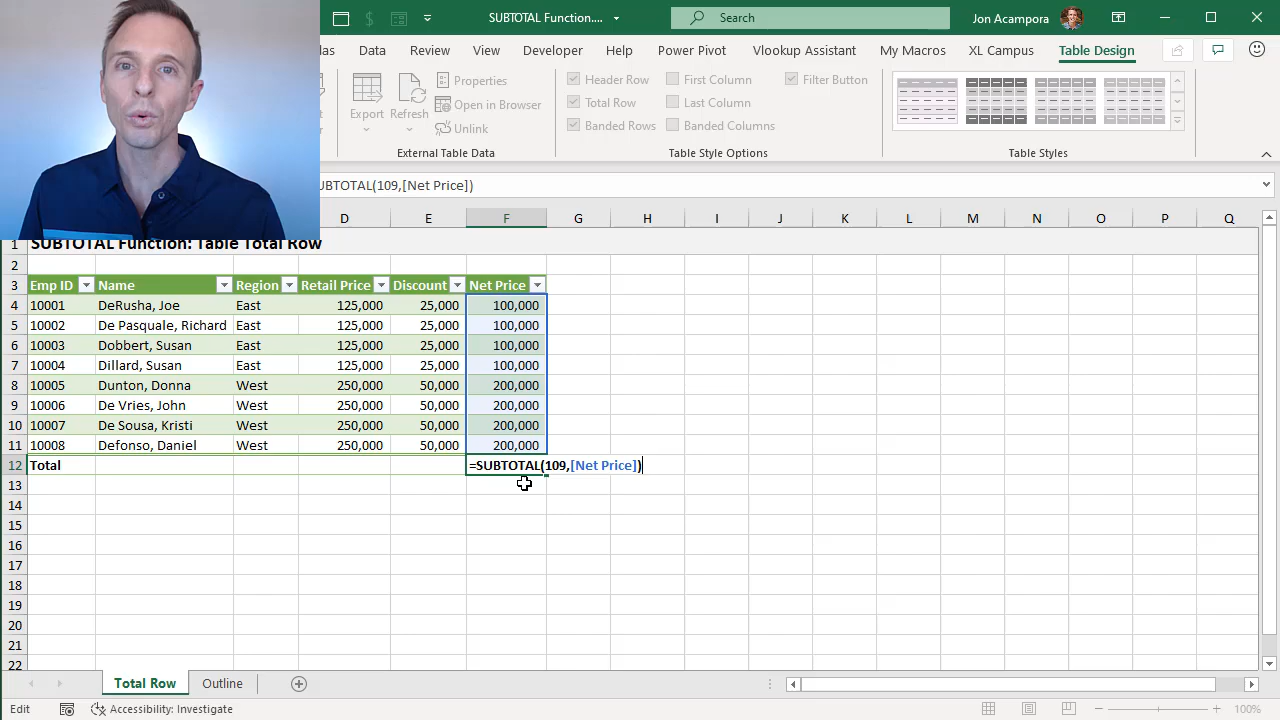 SUBTOTAL Function.... Search Jon Acampora
las Data Review View Developer Help Power Pivot Vlookup Assistant My Macros XL Campus Table Design
Export Refresh Properties Open in Browser Unlink
External Table Data
Header Row First Column Filter Button
Total Row Last Column
Banded Rows Banded Columns
Table Style Options
Table Styles
UBTOTAL(109,[Net Price])
D E F G H I J K L M N O P Q
1 SUBTOTAL Function: Table Total Row
2
3 Emp ID Name Region Retail Price Discount Net Price
4 10001 DeRusha, Joe East 125,000 25,000 100,000
5 10002 De Pasquale, Richard East 125,000 25,000 100,000
6 10003 Dobbert, Susan East 125,000 25,000 100,000
7 10004 Dillard, Susan East 125,000 25,000 100,000
8 10005 Dunton, Donna West 250,000 50,000 200,000
9 10006 De Vries, John West 250,000 50,000 200,000
10 10007 De Sousa, Kristi West 250,000 50,000 200,000
11 10008 Defonso, Daniel West 250,000 50,000 200,000
12 Total =SUBTOTAL(109,[Net Price])
13
14
15
16
17
18
19
20
21
22
Total Row Outline
Edit Accessibility: Investigate 100%